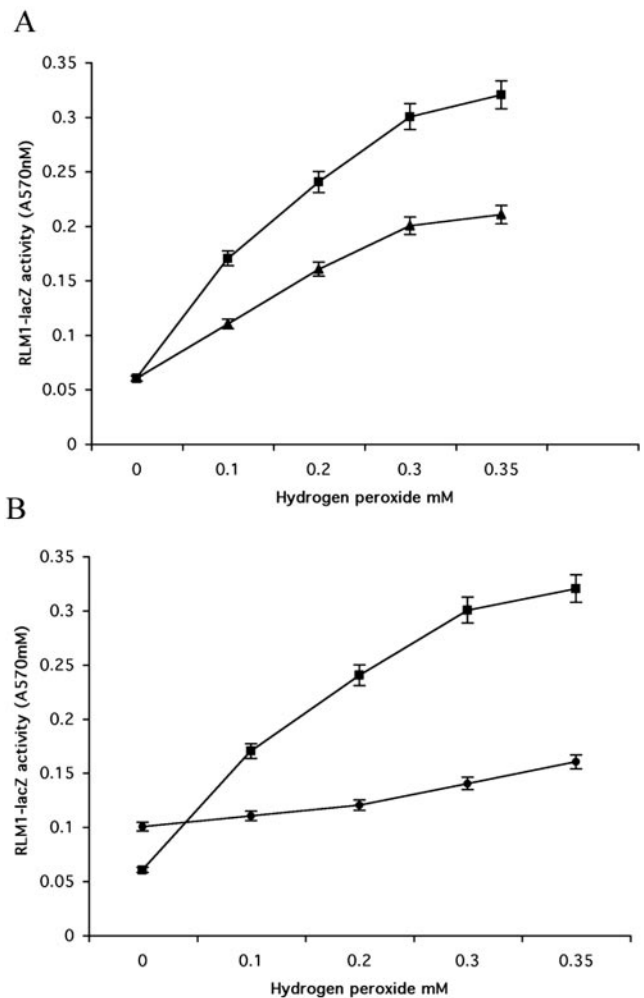 A
0.35
0.3
0.25
0.2
0.15
0.1
0.05
0
RLM1-lacZ activity (A570nM)
0 0.1 0.2 0.3 0.35
Hydrogen peroxide mM
B
0.35
0.3
0.25
0.2
0.15
0.1
0.05
0
RLM1-lacZ activity (A570mM)
0 0.1 0.2 0.3 0.35
Hydrogen peroxide mM